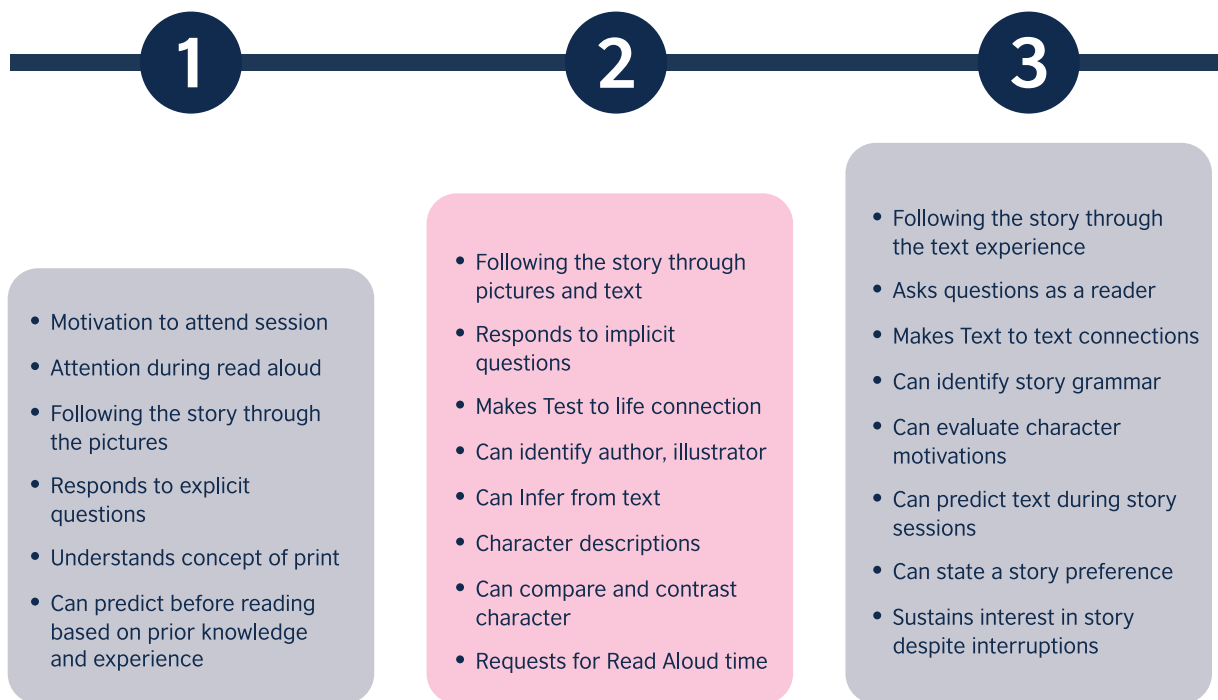 1
• Motivation to attend session
• Attention during read aloud
• Following the story through
the pictures
• Responds to explicit
questions
• Understands concept of print
• Can predict before reading
based on prior knowledge
and experience
2
• Following the story through
pictures and text
• Responds to implicit
questions
• Makes Test to life connection
• Can identify author, illustrator
• Can Infer from text
• Character descriptions
• Can compare and contrast
character
• Requests for Read Aloud time
3
• Following the story through
the text experience
• Asks questions as a reader
• Makes Text to text connections
• Can identify story grammar
• Can evaluate character
motivations
• Can predict text during story
sessions
• Can state a story preference
• Sustains interest in story
despite interruptions